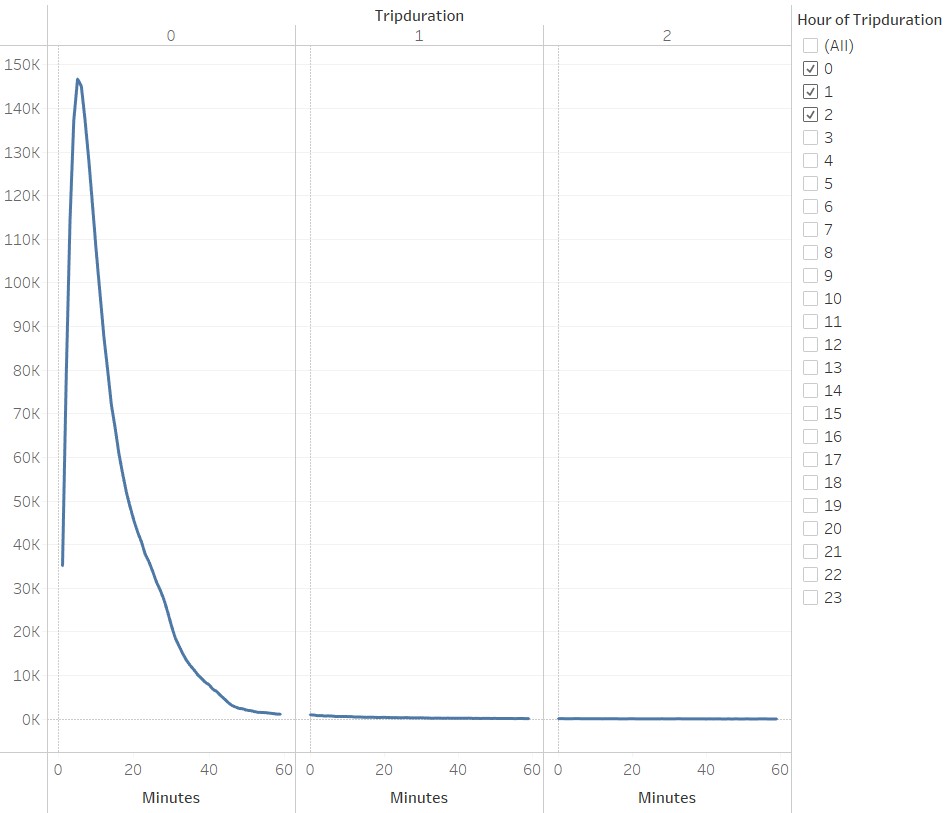 Tripduration
0 1 2
150K
140K
130K
120K
110K
100K
90K
80K
70K
60K
50K
40K
30K
20K
10K
0K
0 20 40 60 0 20 40 60 0 20 40 60
Minutes Minutes Minutes
Hour of Tripduration
(All)
0
1
2
3
4
5
6
7
8
9
10
11
12
13
14
15
16
17
18
19
20
21
22
23